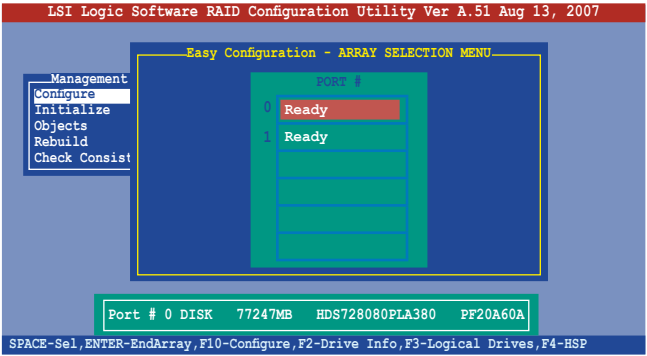 LSI Logic Software RAID Configuration Utility Ver A.51 Aug 13, 2007
Easy Configuration - ARRAY SELECTION MENU
Management
Configure
Initialize
Objects
Rebuild
Check Consist
PORT #
0 Ready
1 Ready
Port # 0 DISK 77247MB HDS728080PLA380 PF20A60A
SPACE-Sel,ENTER-EndArray,F10-Configure,F2-Drive Info,F3-Logical Drives,F4-HSP